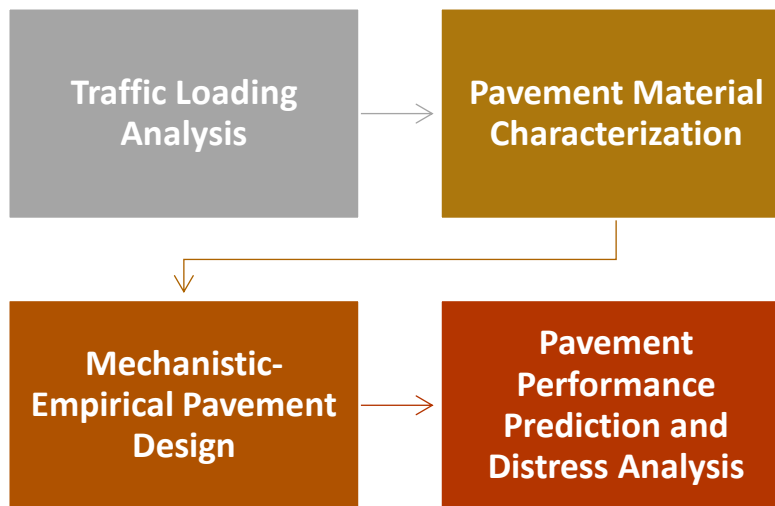 Traffic Loading
Analysis
Pavement Material
Characterization
Mechanistic-
Empirical Pavement
Design
Pavement
Performance
Prediction and
Distress Analysis